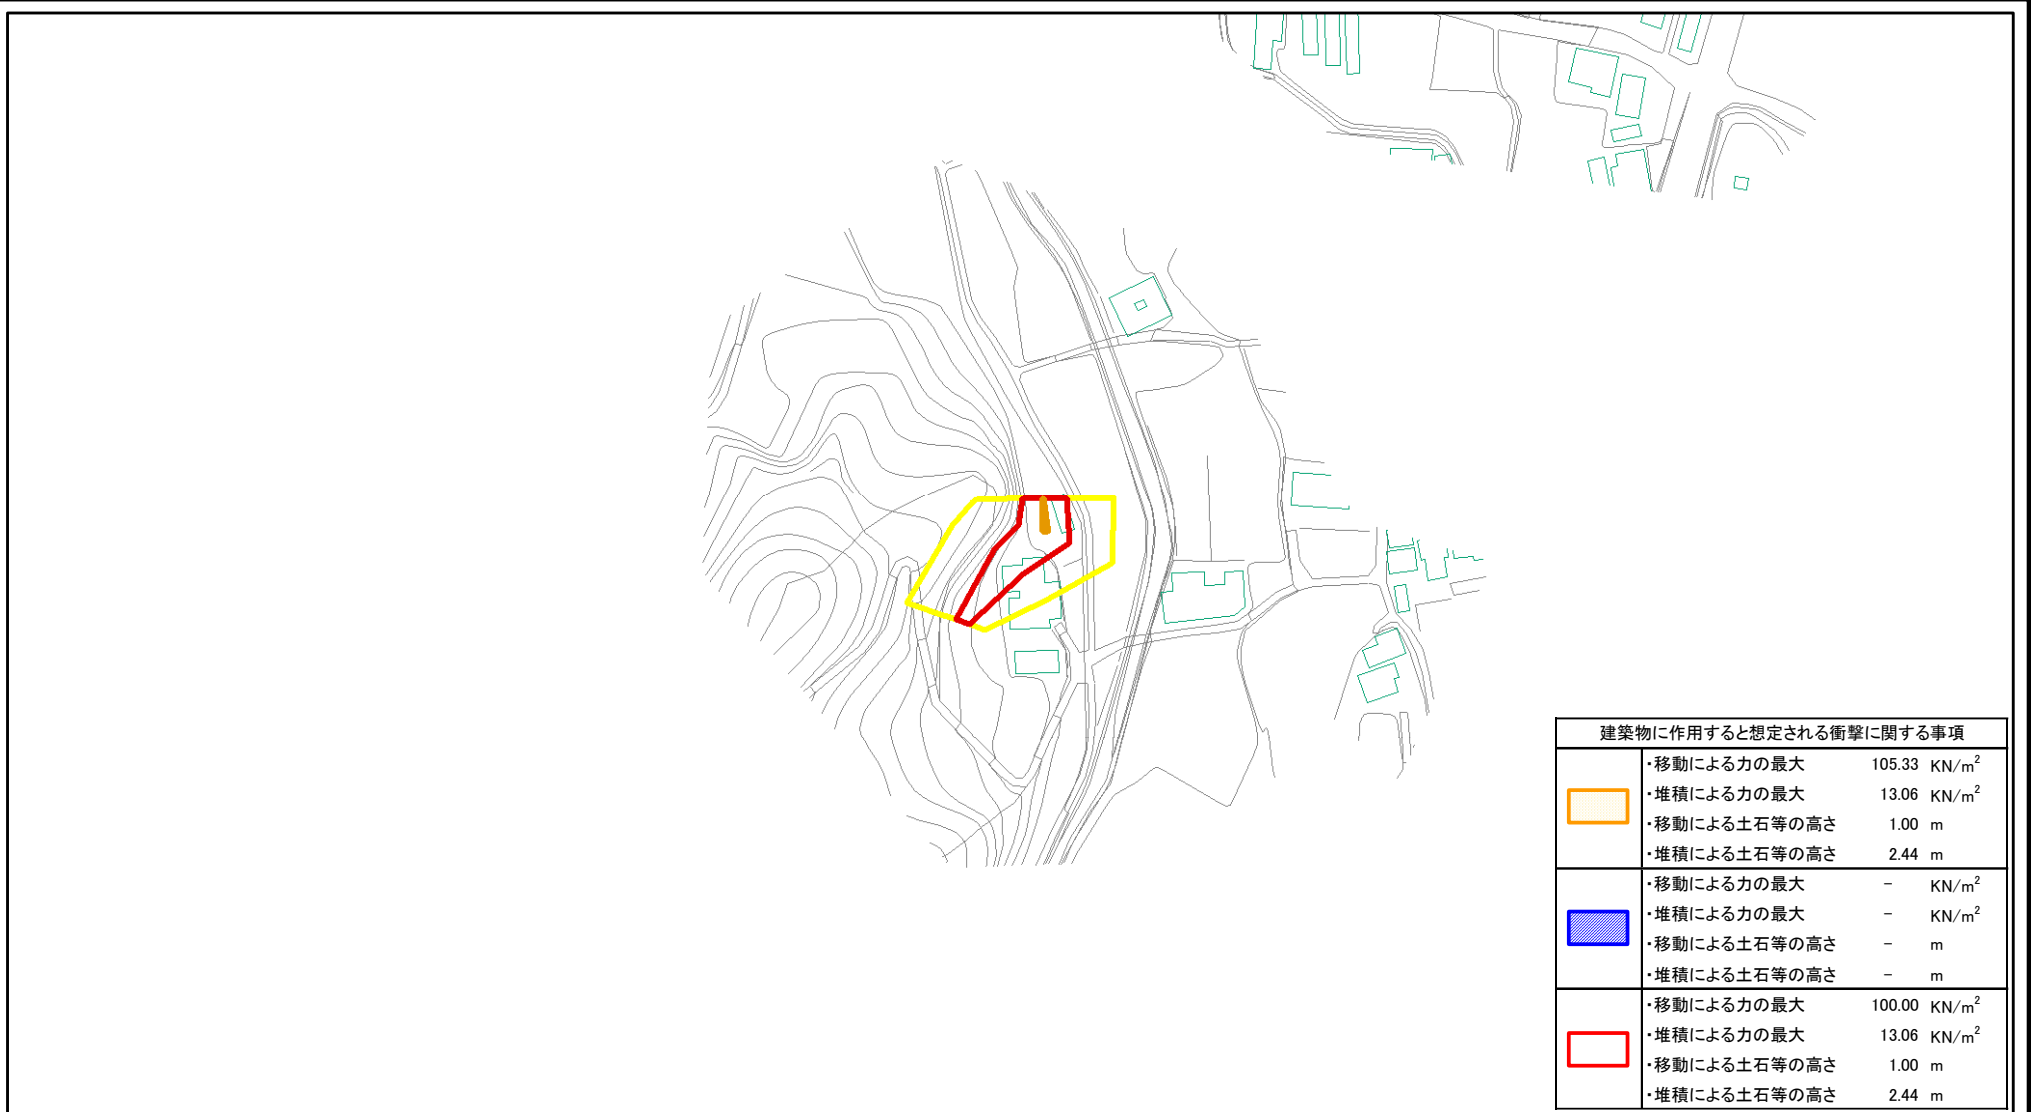 建築物に作用すると想定される衝撃に関する事項
・移動による力の最大 105.33 KN/m²
・堆積による力の最大 13.06 KN/m²
・移動による土石等の高さ 1.00 m
・堆積による土石等の高さ 2.44 m
・移動による力の最大 - KN/m²
・堆積による力の最大 - KN/m²
・移動による土石等の高さ - m
・堆積による土石等の高さ - m
・移動による力の最大 100.00 KN/m²
・堆積による力の最大 13.06 KN/m²
・移動による土石等の高さ 1.00 m
・堆積による土石等の高さ 2.44 m